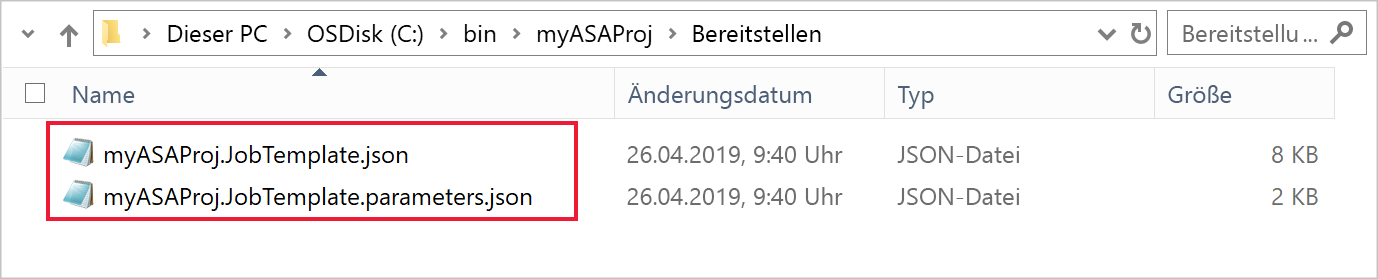 Dieser PC > OSDisk (C:) > bin > myASAProj > Bereitstellen Bereitstellu ...
Name Änderungsdatum Typ Größe
myASAProj.JobTemplate.json 26.04.2019, 9:40 Uhr JSON-Datei 8 KB
myASAProj.JobTemplate.parameters.json 26.04.2019, 9:40 Uhr JSON-Datei 2 KB